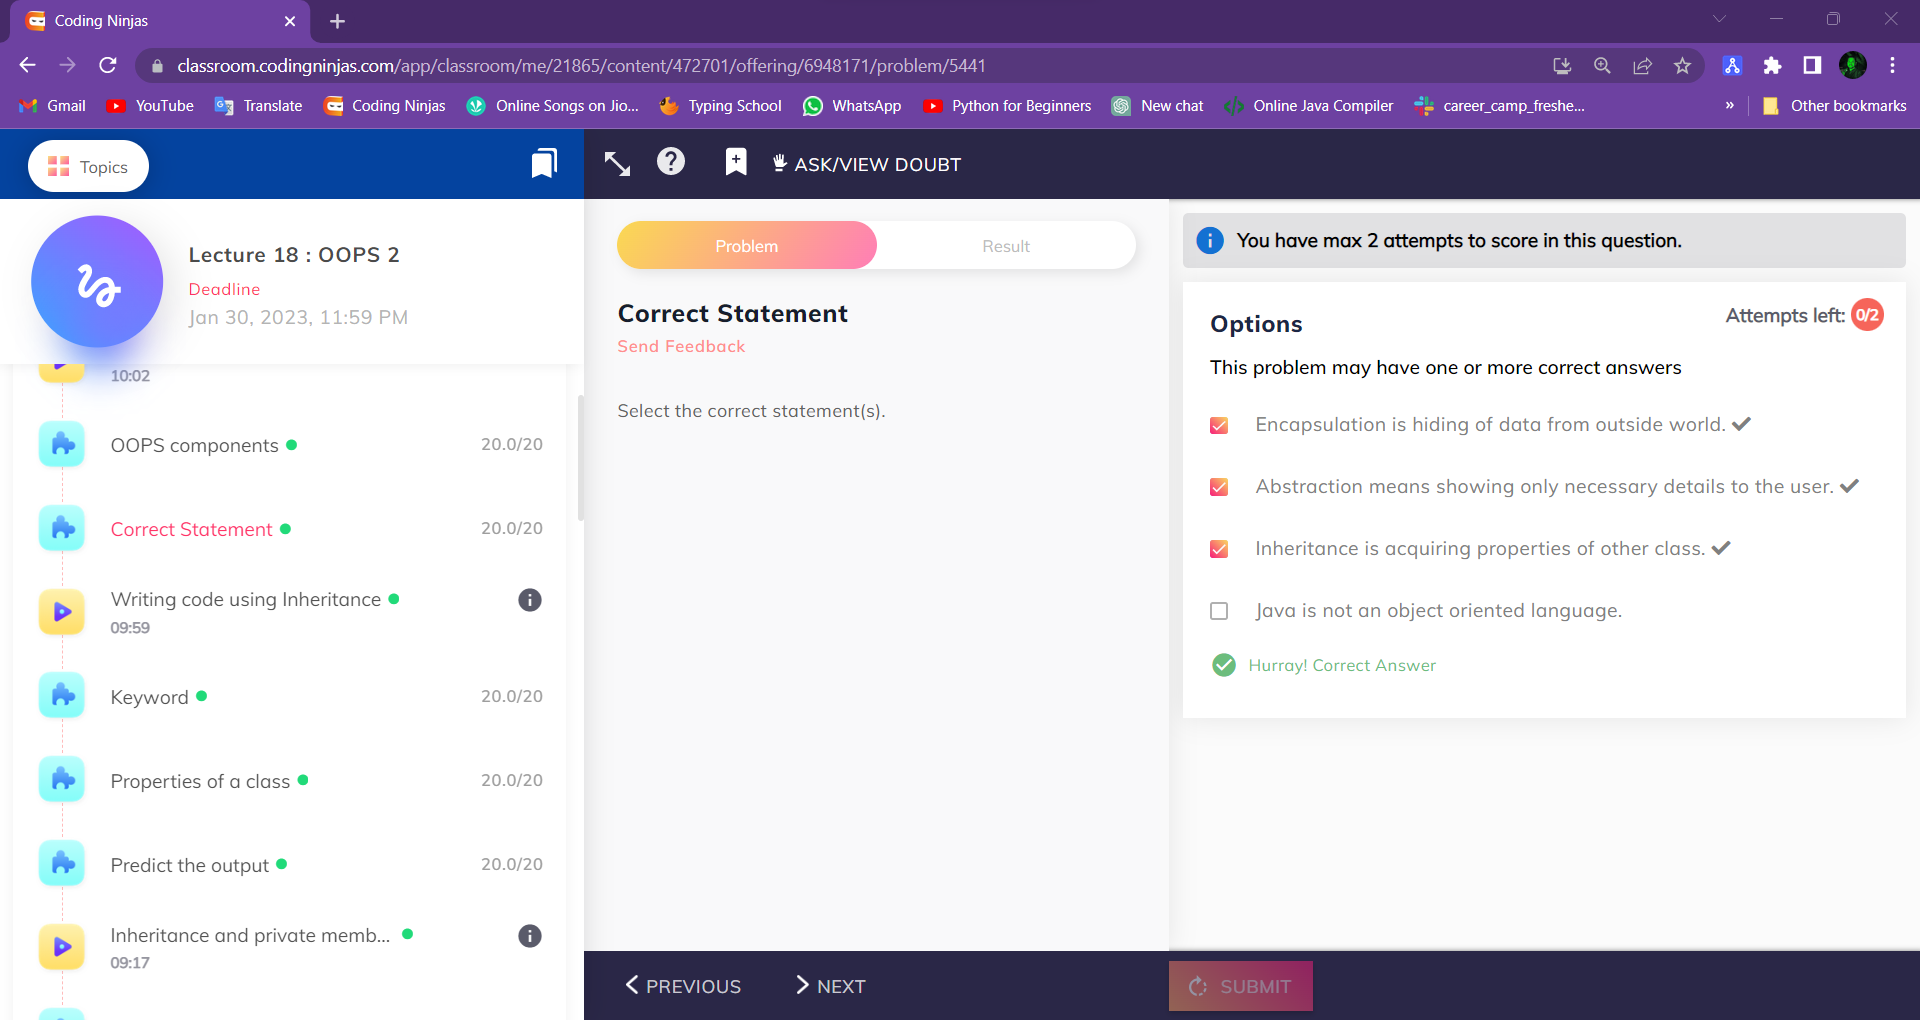 Coding Ninjas
classroom.codingninjas.com/app/classroom/me/21865/content/472701/offering/6948171/problem/5441
Gmail
YouTube
Translate
Coding Ninjas
Online Songs on Jio...
Typing School
WhatsApp
Python for Beginners
New chat
Online Java Compiler
career_camp_freshe...
»
Other bookmarks
Topics
ASK/VIEW DOUBT
Lecture 18 : OOPS 2
Deadline
Jan 30, 2023, 11:59 PM
10:02
OOPS components
20.0/20
Correct Statement
20.0/20
Writing code using Inheritance
09:59
Keyword
20.0/20
Properties of a class
20.0/20
Predict the output
20.0/20
Inheritance and private memb...
09:17
Problem
Result
Correct Statement
Send Feedback
Select the correct statement(s).
You have max 2 attempts to score in this question.
Options
Attempts left: 0/2
This problem may have one or more correct answers
Encapsulation is hiding of data from outside world.
Abstraction means showing only necessary details to the user.
Inheritance is acquiring properties of other class.
Java is not an object oriented language.
Hurray! Correct Answer
PREVIOUS
NEXT
SUBMIT